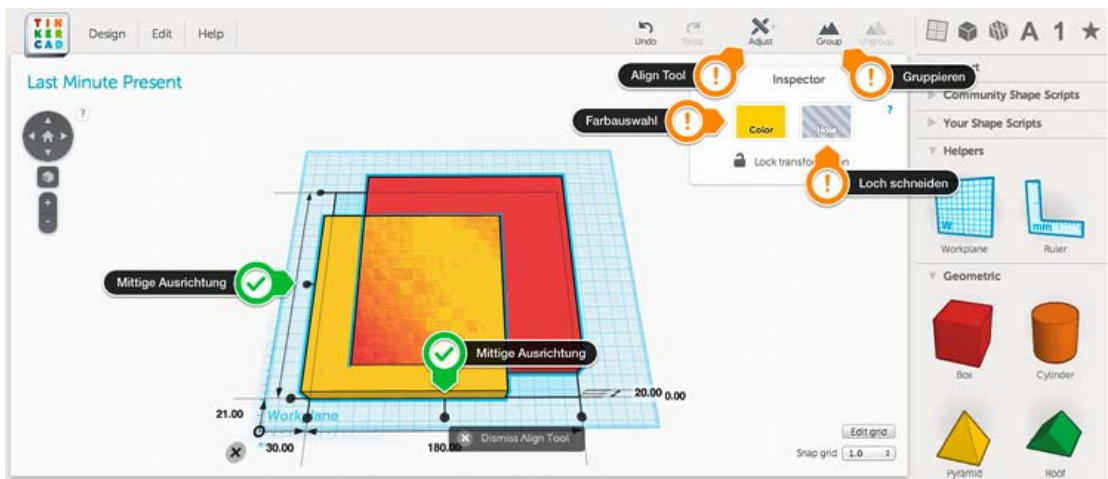 TIN
KER
CAD
Design Edit Help
Undo Redo Adjust Group Ungroup
A 1
Last Minute Present
?
Align Tool
Inspector
Gruppieren
Farbauswahl
Color Hole
?
Lock transfo n
Loch schneiden
Community Shape Scripts
Your Shape Scripts
Helpers
W
mm
Workplane Ruler
Geometric
Box Cylinder
Pyramid Roof
+
-
Mittige Ausrichtung
Mittige Ausrichtung
21.00
Workplane
30.00
180.00
20.00 0.00
Dismiss Align Tool
Edit grid
Snap grid 1.0